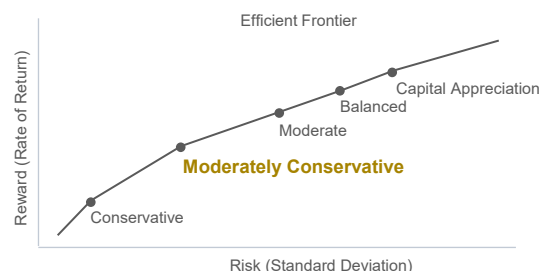 Efficient Frontier
Reward (Rate of Return)
Capital Appreciation
Balanced
Moderate
Moderately Conservative
Conservative
Risk (Standard Deviation)